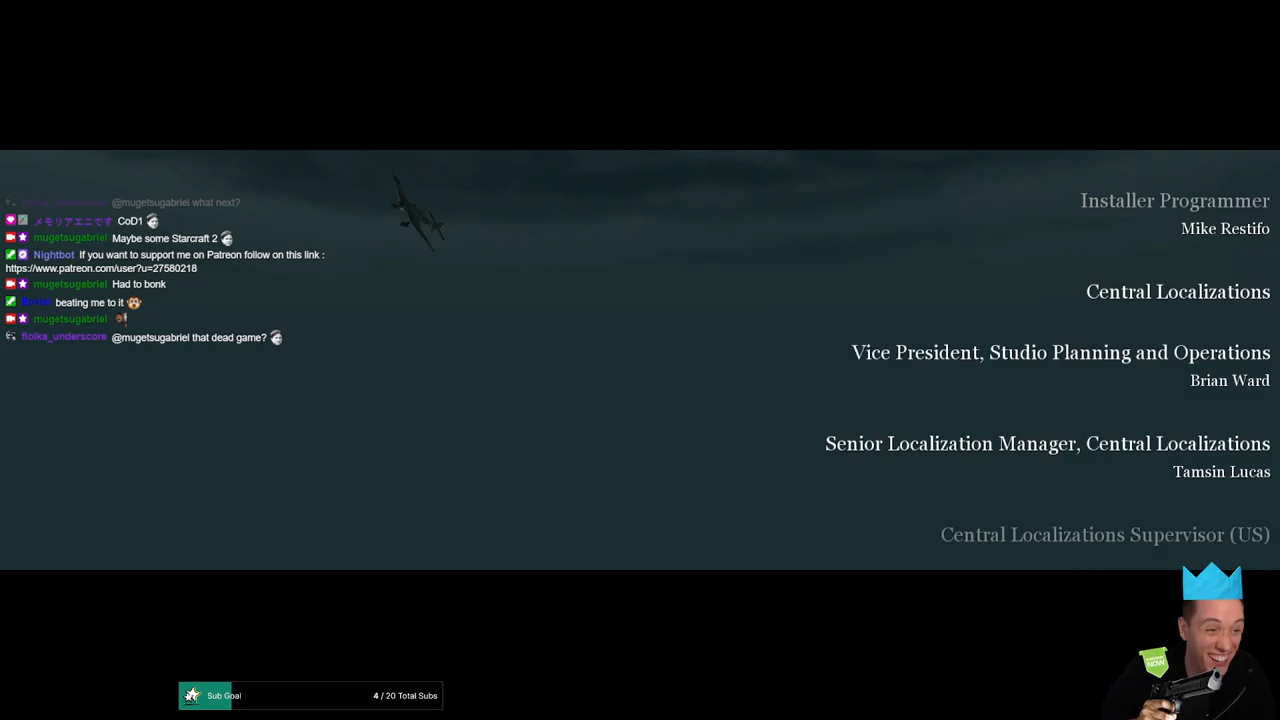 @mugetsugabriel what next?
メモリアエニです CoD1
mugetsugabriel Maybe some Starcraft 2
Nightbot If you want to support me on Patreon follow on this link :
https://www.patreon.com/user?u=27580218
mugetsugabriel Had to bonk
beating me to it
mugetsugabriel
flolka_underscore @mugetsugabriel that dead game?
Installer Programmer
Mike Restifo
Central Localizations
Vice President, Studio Planning and Operations
Brian Ward
Senior Localization Manager, Central Localizations
Tamsin Lucas
Central Localizations Supervisor (US)
NOW
Sub Goal
4 / 20 Total Subs